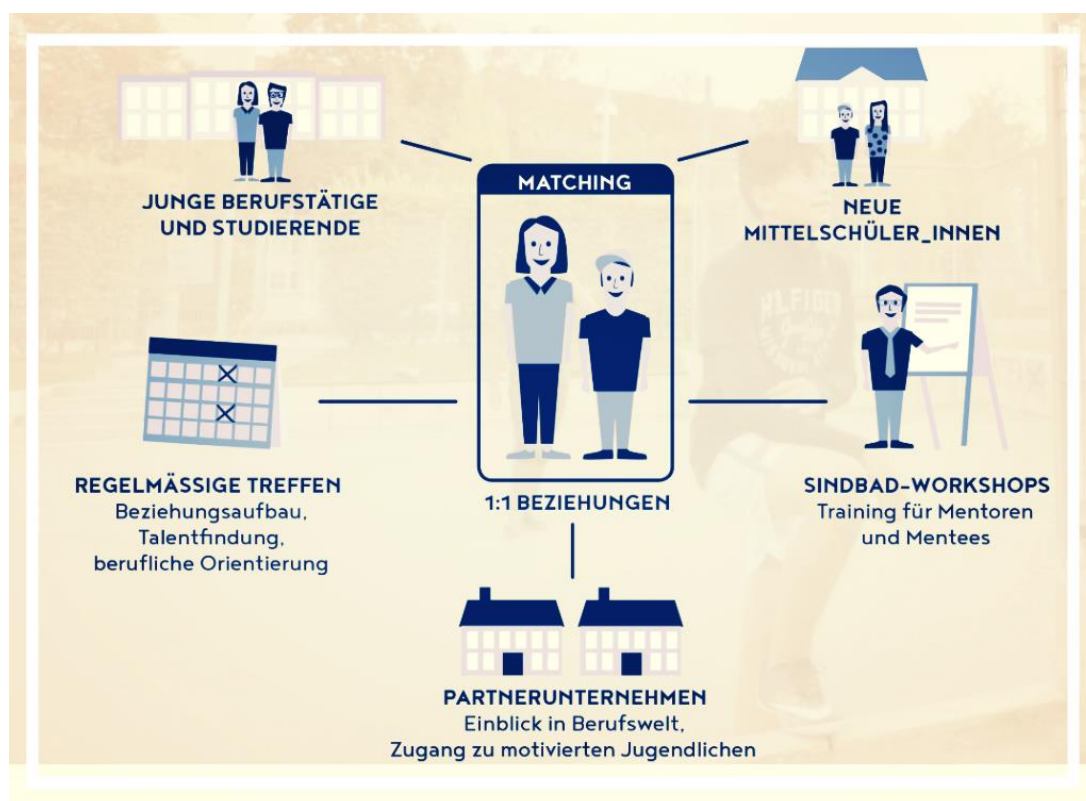 JUNGE BERUFSTÄTIGE
UND STUDIERENDE
MATCHING
NEUE
MITTELSCHÜLER_INNEN
REGELMÄSSIGE TREFFEN
Beziehungsaufbau,
Talentfindung,
berufliche Orientierung
1:1 BEZIEHUNGEN
SINDBAD-WORKSHOPS
Training für Mentoren
und Mentees
PARTNERUNTERNEHMEN
Einblick in Berufswelt,
Zugang zu motivierten Jugendlichen